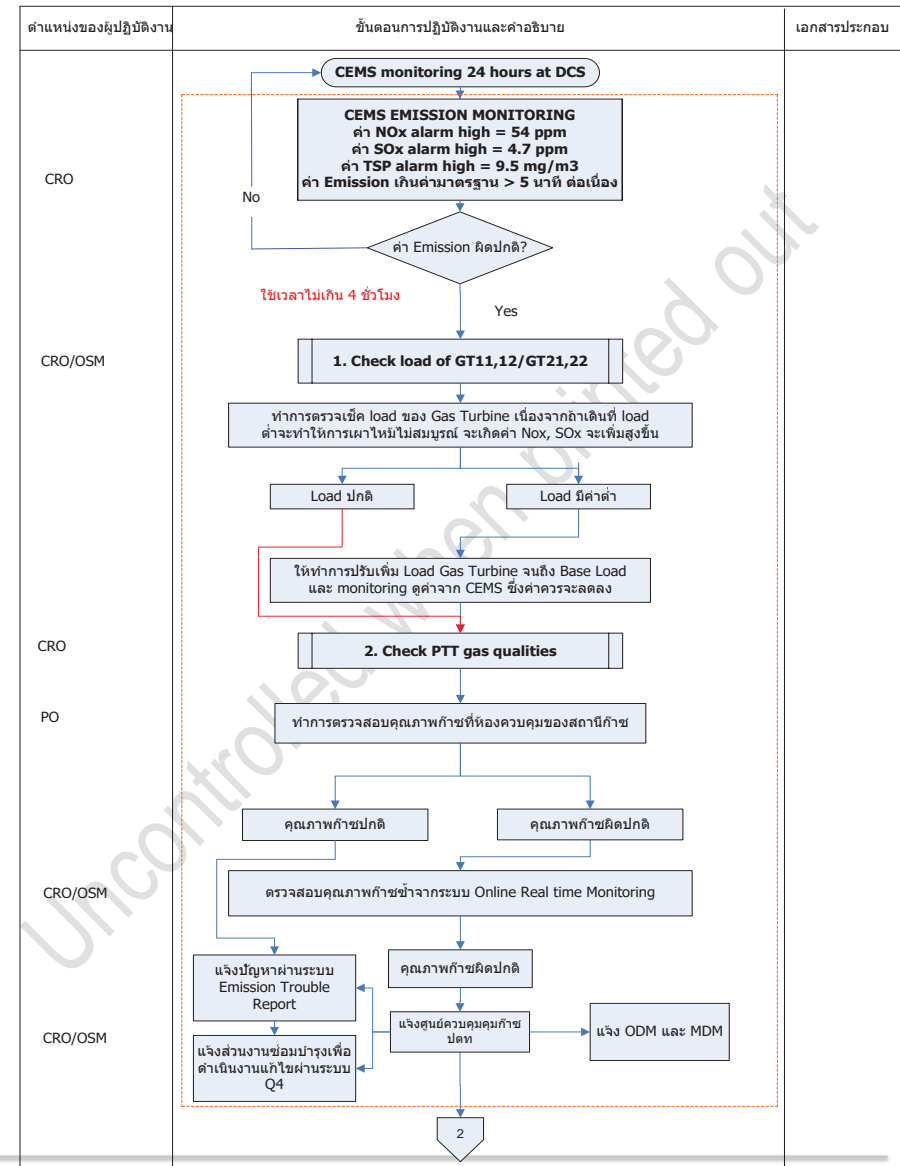 ตำแหน่งของผู้ปฏิบัติงาน
ขั้นตอนการปฏิบัติงานและคำอธิบาย
เอกสารประกอบ
CEMS monitoring 24 hours at DCS
CEMS EMISSION MONITORING
ค่า NOx alarm high = 54 ppm
ค่า SOx alarm high = 4.7 ppm
ค่า TSP alarm high = 9.5 mg/m3
ค่า Emission เกินค่ามาตรฐาน > 5 นาที ต่อเนื่อง
CRO
No
ค่า Emission ผิดปกติ?
ใช้เวลาไม่เกิน 4 ชั่วโมง
Yes
CRO/OSM
1. Check load of GT11,12/GT21,22
ทำการตรวจเช็ค load ของ Gas Turbine เนื่องจากถ้าเดินที่ load
ต่ำจะทำให้การเผาไหม้ไม่สมบูรณ์ จะเกิดค่า Nox, SOx จะเพิ่มสูงขึ้น
Load ปกติ
Load มีค่าต่ำ
ให้ทำการปรับเพิ่ม Load Gas Turbine จนถึง Base Load
และ monitoring ดูค่าจาก CEMS ซึ่งค่าควรจะลดลง
CRO
2. Check PTT gas qualities
PO
ทำการตรวจสอบคุณภาพก๊าซที่ห้องควบคุมของสถานีก๊าซ
คุณภาพก๊าซปกติ
คุณภาพก๊าซผิดปกติ
CRO/OSM
ตรวจสอบคุณภาพก๊าซซ้ำจากระบบ Online Real time Monitoring
แจ้งปัญหาผ่านระบบ
Emission Trouble
Report
คุณภาพก๊าซผิดปกติ
CRO/OSM
แจ้งศูนย์ควบคุมคุมก๊าซ
ปตท
แจ้ง ODM และ MDM
แจ้งส่วนงานซ่อมบำรุงเพื่อ
ดำเนินงานแก้ไขผ่านระบบ
Q4
2
Uncontrolled when printed out